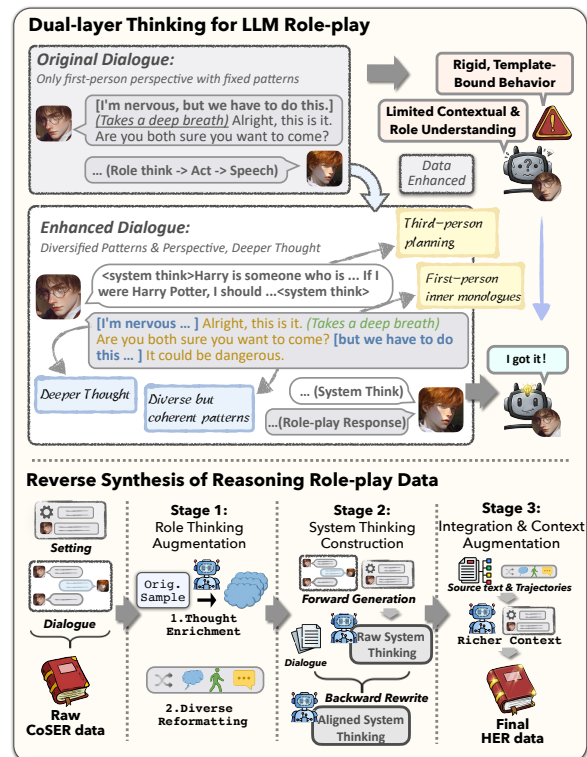 Dual-layer Thinking for LLM Role-play
Original Dialogue:
Only first-person perspective with fixed patterns
[I'm nervous, but we have to do this.]
(Takes a deep breath) Alright, this is it.
Are you both sure you want to come?
... (Role think -> Act -> Speech)
Rigid, Template-
Bound Behavior
Limited Contextual &
Role Understanding
?
Data
Enhanced
Enhanced Dialogue:
Diversified Patterns & Perspective, Deeper Thought
Third-person
planning
<system think>Harry is someone who is ... If I
were Harry Potter, I should ...<system think>
First-person
inner monologues
[I'm nervous ... ] Alright, this is it. (Takes a deep breath)
Are you both sure you want to come? [but we have to do
this ... ] It could be dangerous.
Deeper Thought
Diverse but
coherent patterns
... (System Think)
...(Role-play Response)
I got it!
Reverse Synthesis of Reasoning Role-play Data
Setting
Dialogue
Raw
CoSER data
Stage 1:
Role Thinking
Augmentation
Orig.
Sample
1.Thought
Enrichment
2.Diverse
Reformatting
Stage 2:
System Thinking
Construction
Forward Generation
Raw System
Thinking
Dialogue
Backward Rewrite
Aligned System
Thinking
Stage 3:
Integration & Context
Augmentation
Source text & Trajectories
Richer Context
Final
HER data